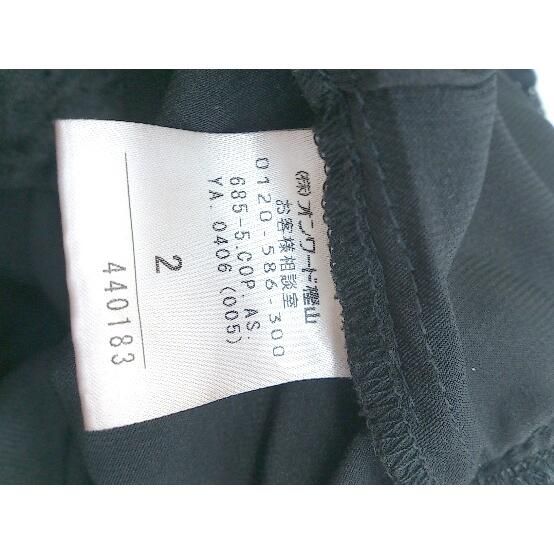 (株)オンワード樫山
お客様相談室
0120-586-300
685-5.COP.AS.
YA. 0406 (005)
2
440183